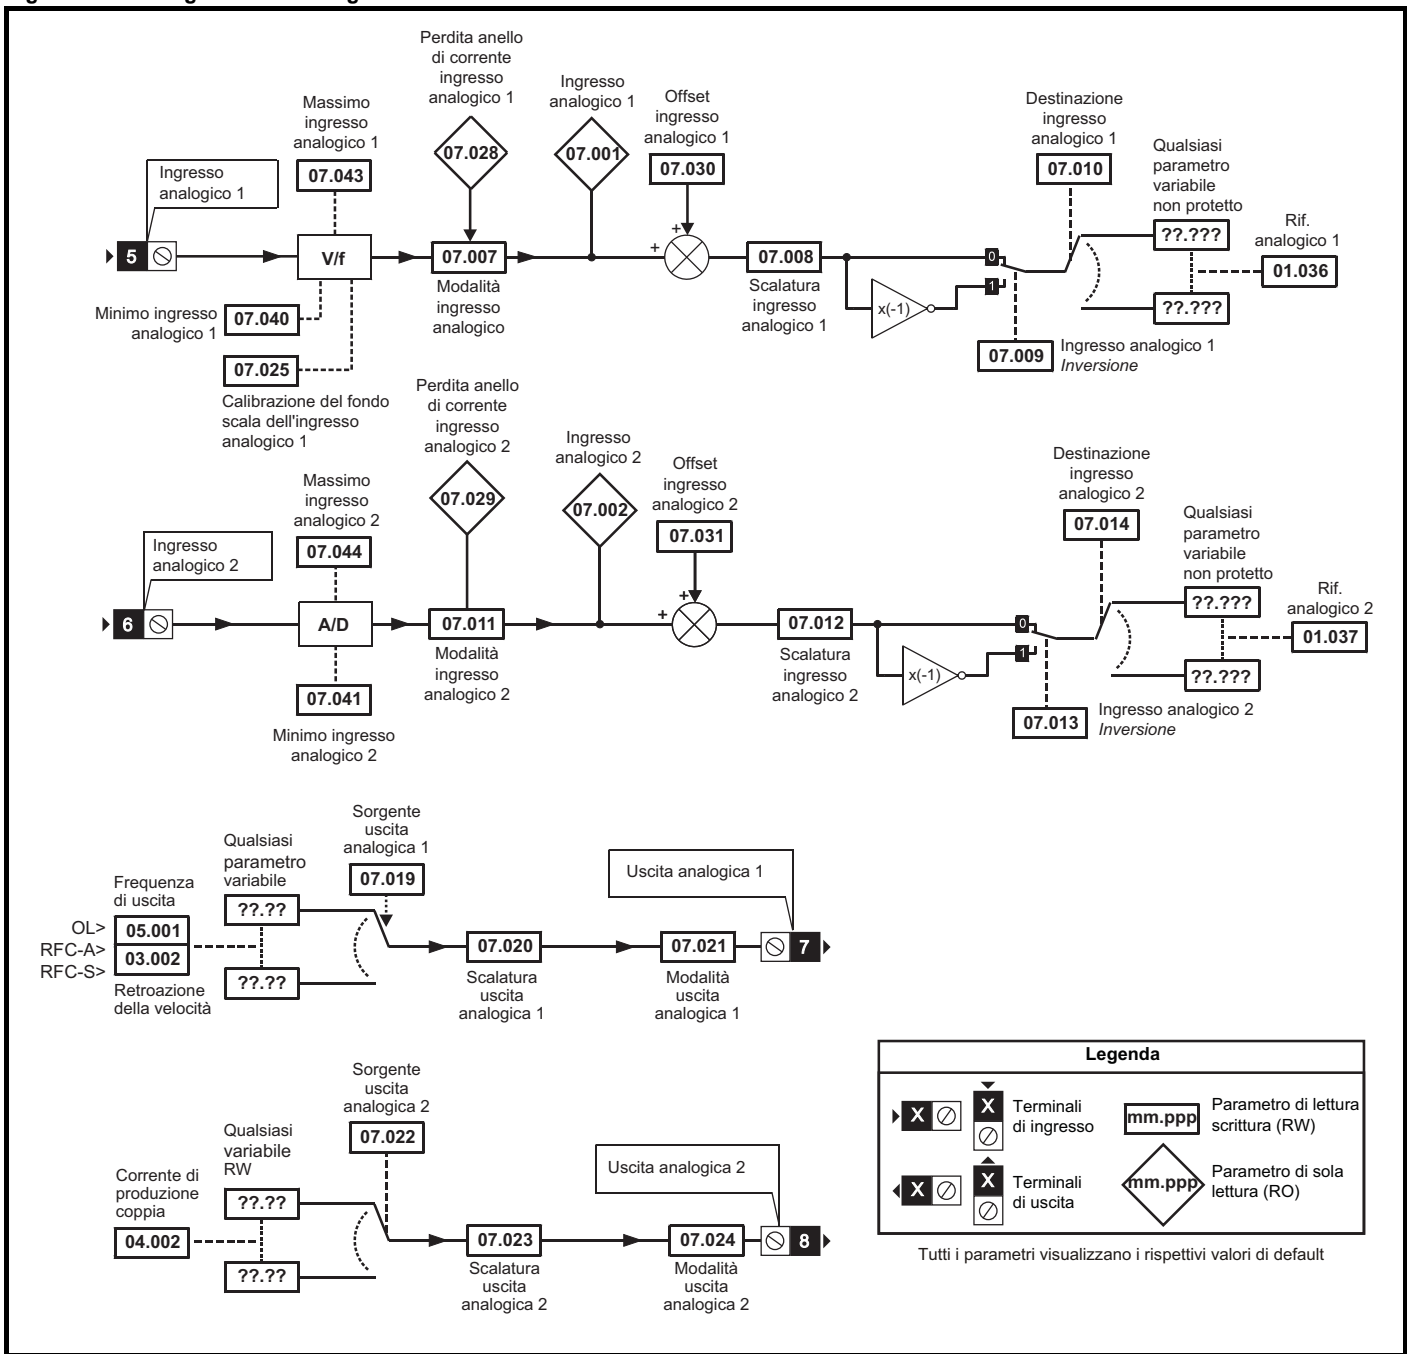 Perdita anello
di corrente
ingresso
analogico 1
Ingresso
analogico 1
Offset
ingresso
analogico 1
Massimo
ingresso
analogico 1
Destinazione
ingresso
analogico 1
Qualsiasi
parametro
variabile
non protetto
Rif.
analogico 1
Ingresso
analogico 1
07.043
07.028
07.001
07.030
07.010
??.???
01.036
??.???
5
V/f
07.007
+
+
07.008
0
1
x(-1)
Modalità
ingresso
analogico
Scalatura
ingresso
analogico 1
Minimo ingresso
analogico 1
07.040
07.025
Calibrazione del fondo
scala dell'ingresso
analogico 1
07.009
Ingresso analogico 1
Inversione
Perdita anello
di corrente
ingresso
analogico 2
Ingresso
analogico 2
Offset
ingresso
analogico 2
Massimo
ingresso
analogico 2
Destinazione
ingresso
analogico 2
Qualsiasi
parametro
variabile
non protetto
Rif.
analogico 2
Ingresso
analogico 2
07.044
07.029
07.002
07.031
07.014
??.???
01.037
??.???
6
A/D
07.011
+
+
07.012
0
1
x(-1)
Modalità
ingresso
analogico 2
Scalatura
ingresso
analogico 2
07.041
Minimo ingresso
analogico 2
07.013
Ingresso analogico 2
Inversione
Sorgente
uscita
analogica 1
07.019
Qualsiasi
parametro
variabile
??.??
??.??
Frequenza
di uscita
OL>
RFC-A>
RFC-S>
05.001
03.002
Retroazione
della velocità
07.020
Scalatura
uscita
analogica 1
07.021
Modalità
uscita
analogica 1
Uscita analogica 1
7
Sorgente
uscita
analogica 2
07.022
Qualsiasi
variabile
RW
??.??
??.??
Corrente di
produzione
coppia
04.002
07.023
Scalatura
uscita
analogica 2
07.024
Modalità
uscita
analogica 2
Uscita analogica 2
8
Legenda
X
X
Terminali
di ingresso
mm.ppp
Parametro di lettura
scrittura (RW)
X
X
Terminali
di uscita
mm.ppp
Parametro di sola
lettura (RO)
Tutti i parametri visualizzano i rispettivi valori di default